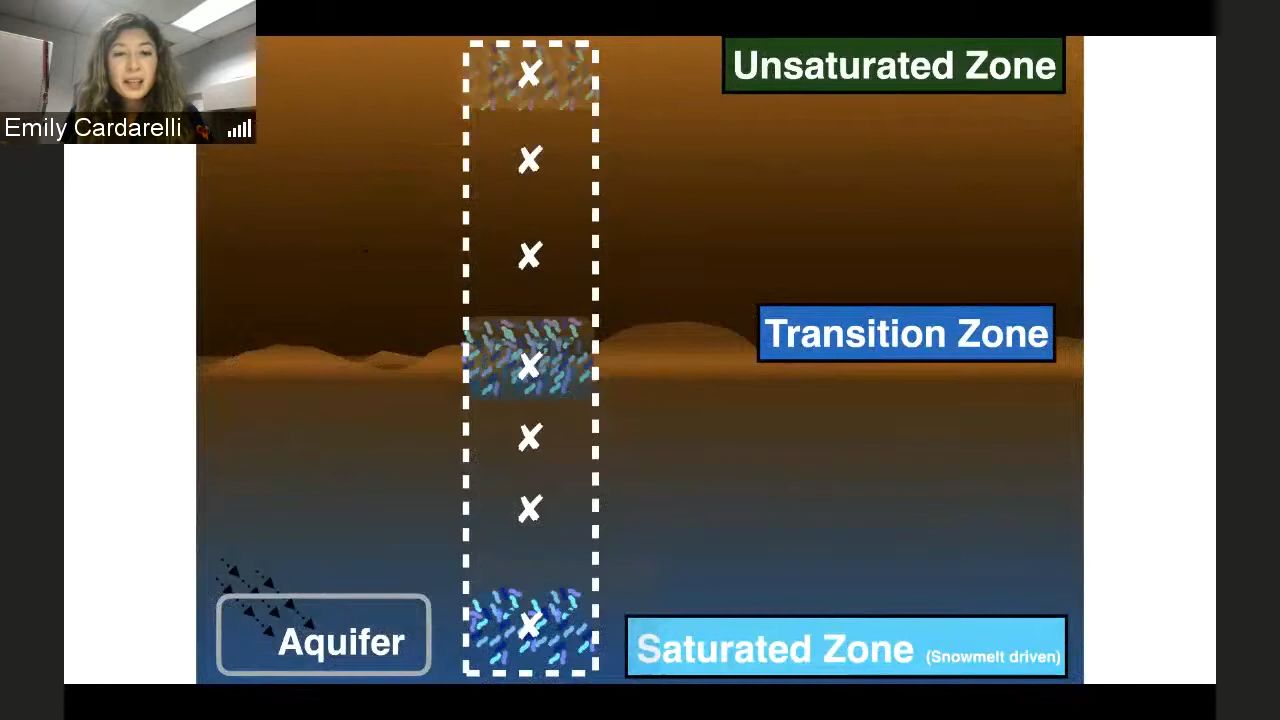 Unsaturated Zone
Emily Cardarelli
Transition Zone
Aquifer
Saturated Zone (Snowmelt driven)